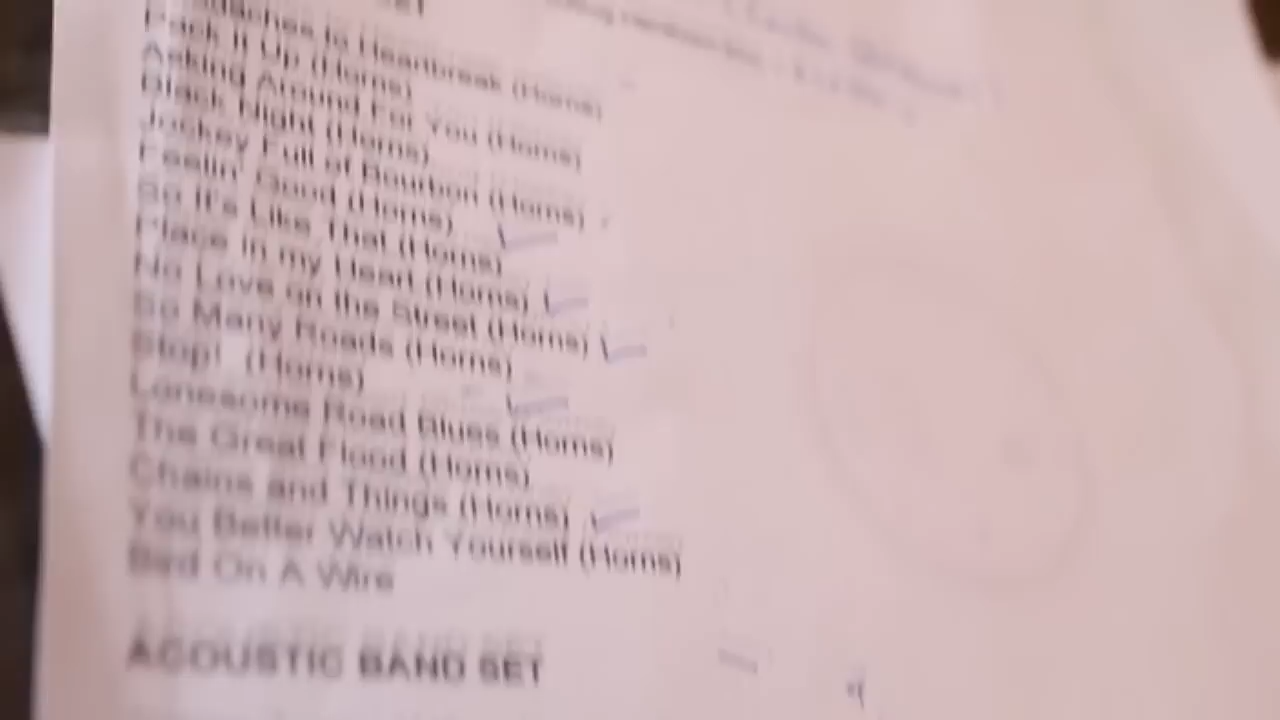 to Heartbreak (Horns)
Pack It Up (Horns)
Asking Around For You (Horns)
Black Night (Horns)
Jockey Full of Bourbon (Horns)
Feelin' Good (Horns)
So It's Like That (Horns)
Place in my Heart (Horns)
No Love on the Street (Horns)
So Many Roads (Horns)
Stop! (Horns)
Lonesome Road Blues (Horns)
The Great Flood (Horns)
Chains and Things (Horns)
You Better Watch Yourself (Horns)
Bird On A Wire
ACOUSTIC BAND SET